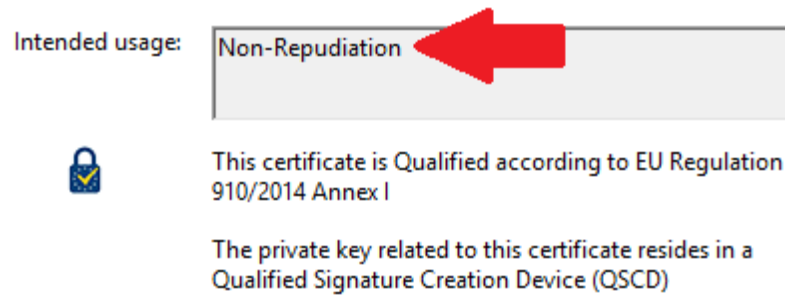 Intended usage: Non-Repudiation
This certificate is Qualified according to EU Regulation
910/2014 Annex I
The private key related to this certificate resides in a
Qualified Signature Creation Device (QSCD)